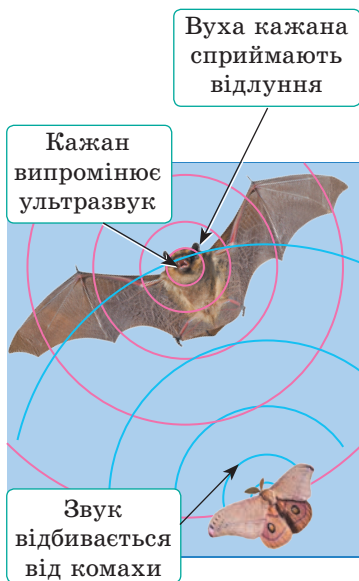 Вуха кажана
сприймають
відлуння
Кажан
випромінює
ультразвук
Звук
відбивається
від комахи